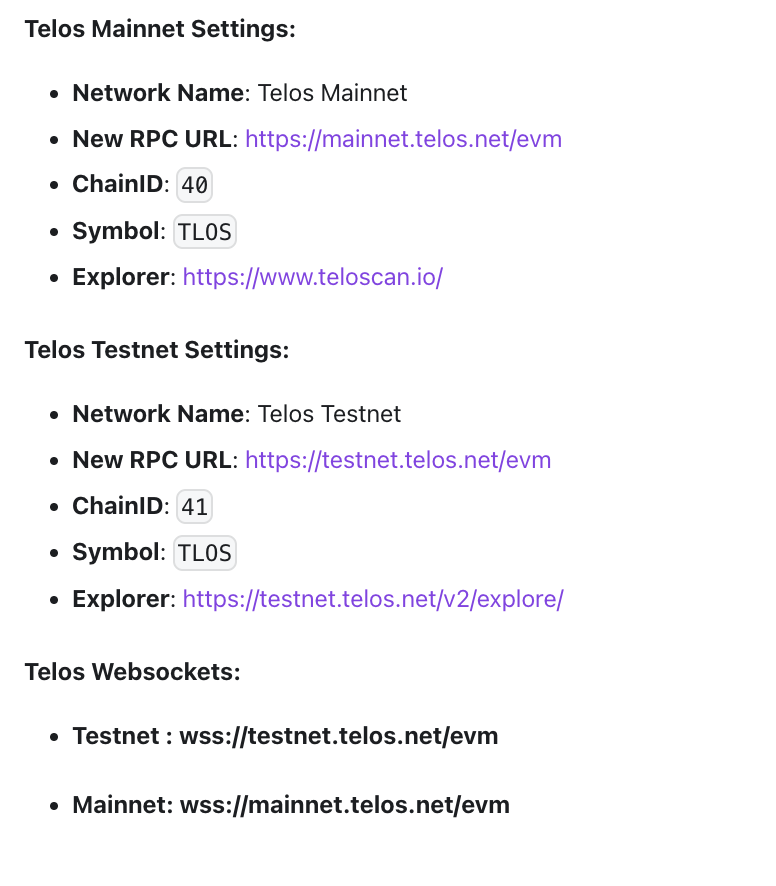 Telos Mainnet Settings:
Network Name: Telos Mainnet
New RPC URL: https://mainnet.telos.net/evm
ChainID: 40
Symbol: TLOS
Explorer: https://www.teloscan.io/
Telos Testnet Settings:
Network Name: Telos Testnet
New RPC URL: https://testnet.telos.net/evm
ChainID: 41
Symbol: TLOS
Explorer: https://testnet.telos.net/v2/explore/
Telos Websockets:
Testnet : wss://testnet.telos.net/evm
Mainnet: wss://mainnet.telos.net/evm